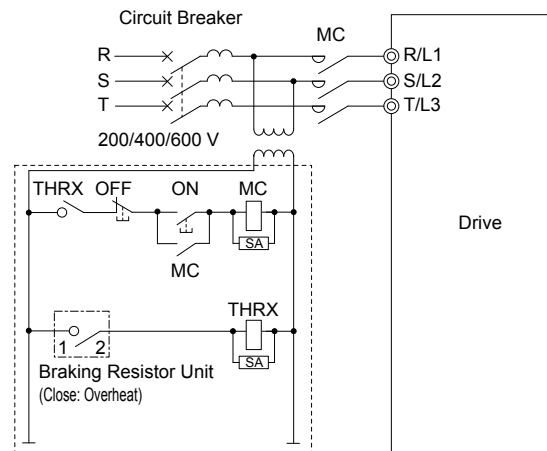 Circuit Breaker
MC
R
R/L1
S
S/L2
T
T/L3
200/400/600 V
THRX OFF ON MC
SA
MC
Drive
THRX
1 2
SA
Braking Resistor Unit
(Close: Overheat)